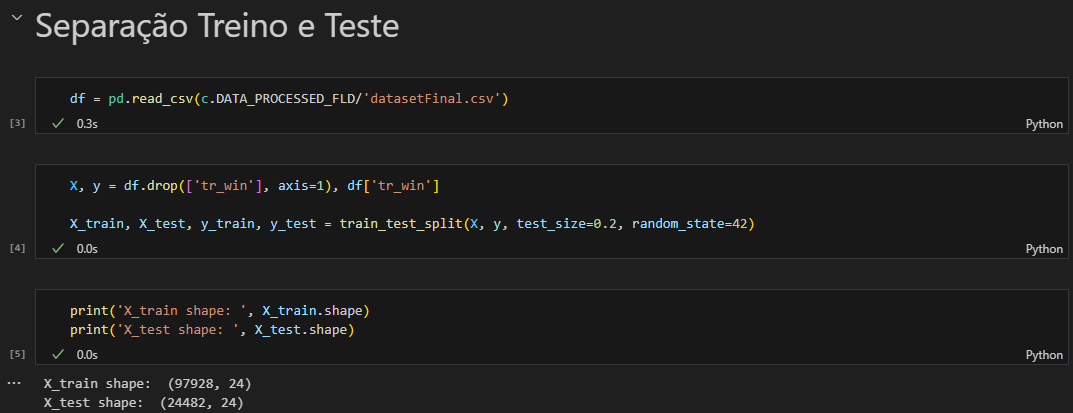 Separação Treino e Teste
df = pd.read_csv(c.DATA_PROCESSED_FLD/'datasetFinal.csv')
[3]
0.3s
Python
X, y = df.drop(['tr_win'], axis=1), df['tr_win']
X_train, X_test, y_train, y_test = train_test_split(X, y, test_size=0.2, random_state=42)
[4]
0.0s
Python
print('X_train shape: ', X_train.shape)
print('X_test shape: ', X_test.shape)
[5]
0.0s
Python
... X_train shape:  (97928, 24)
X_test shape:  (24482, 24)